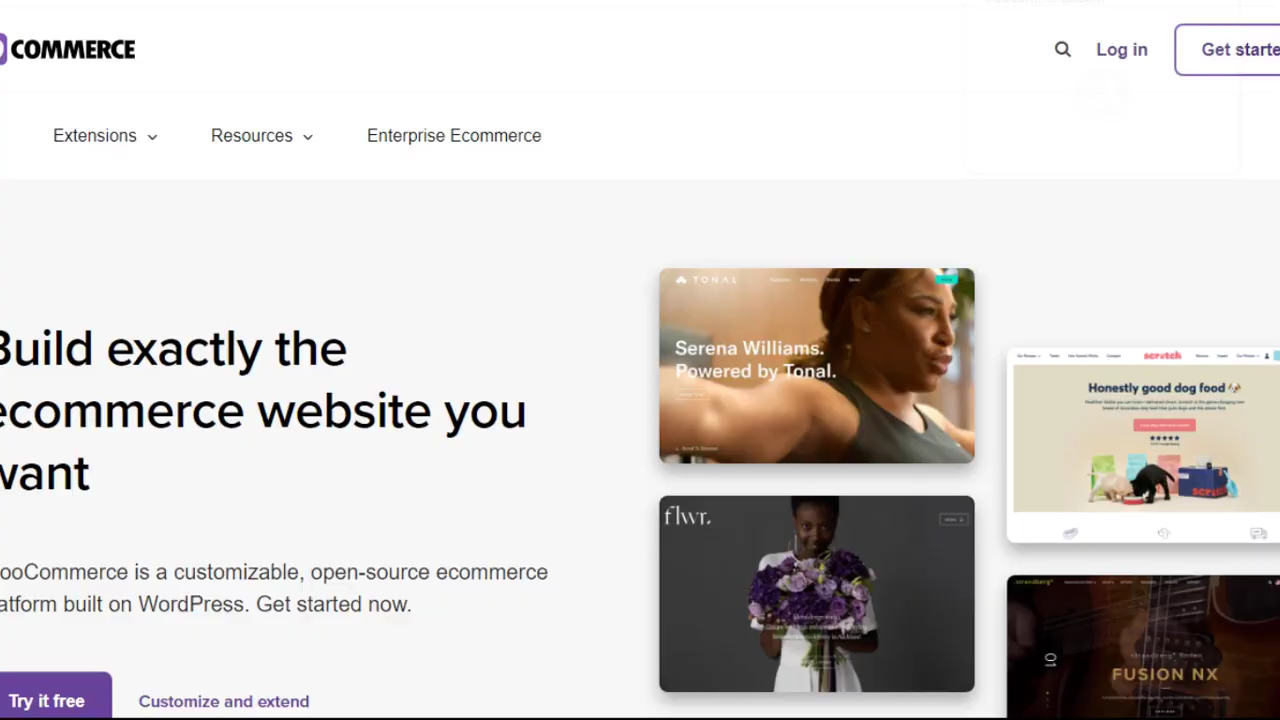 COMMERCE
Log in
Get starte
Extensions
Resources
Enterprise Ecommerce
Build exactly the
ecommerce website you
want
ooCommerce is a customizable, open-source ecommerce
atform built on WordPress. Get started now.
Try it free
Customize and extend
TONAL
Serena Williams.
Powered by Tonal.
scratch
Honestly good dog food
flwr.
FUSION NX